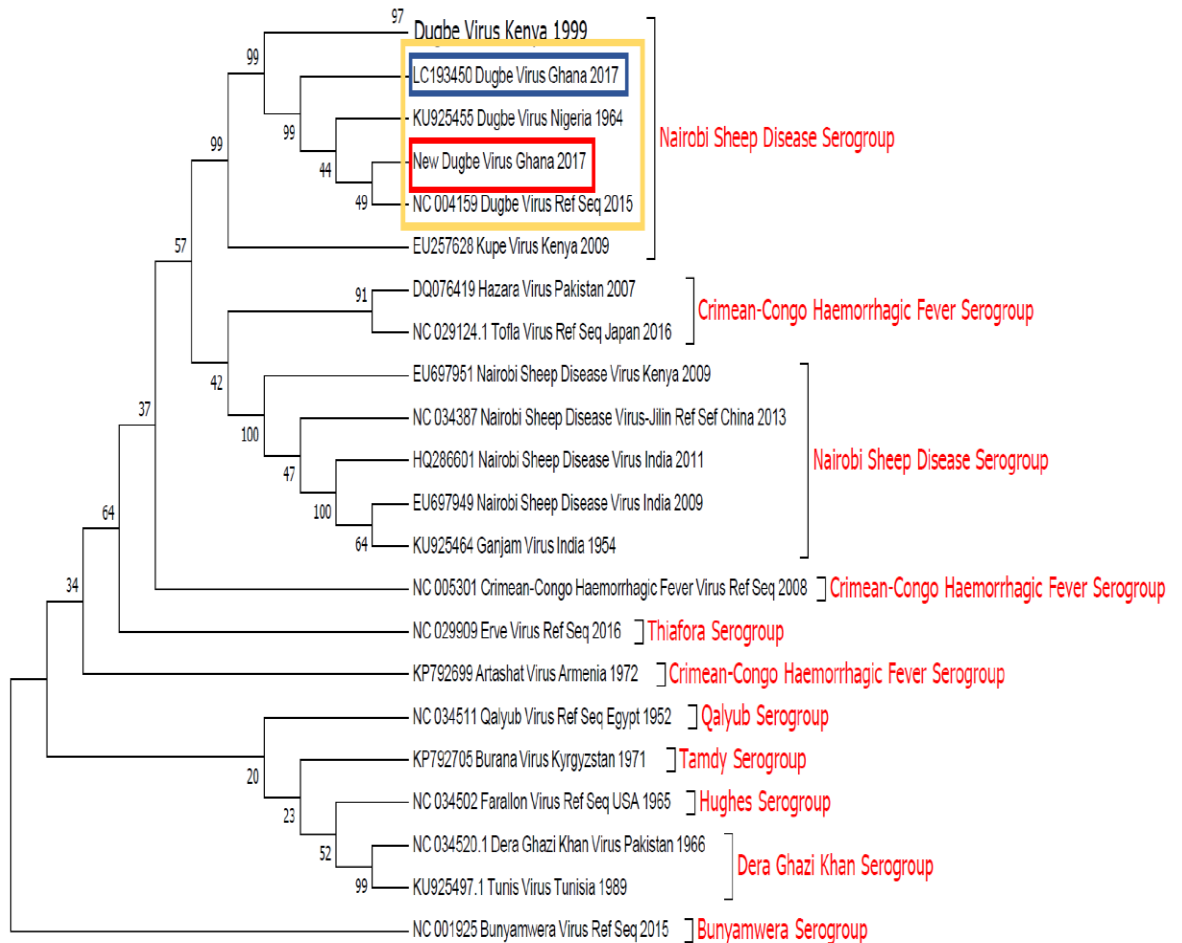 97
Dugbe Virus Kenya 1999
99
LC193450 Dugbe Virus Ghana 2017
99
KU925455 Dugbe Virus Nigeria 1964
Nairobi Sheep Disease Serogroup
99
New Dugbe Virus Ghana 2017
44
NC 004159 Dugbe Virus Ref Seq 2015
49
57
EU257628 Kupe Virus Kenya 2009
DQ076419 Hazara Virus Pakistan 2007
91
Crimean-Congo Haemorrhagic Fever Serogroup
NC 029124.1 Tofla Virus Ref Seq Japan 2016
42
EU697951 Nairobi Sheep Disease Virus Kenya 2009
37
NC 034387 Nairobi Sheep Disease Virus-Jilin Ref Sef China 2013
100
HQ286601 Nairobi Sheep Disease Virus India 2011
Nairobi Sheep Disease Serogroup
47
EU697949 Nairobi Sheep Disease Virus India 2009
100
64
KU925464 Ganjam Virus India 1954
64
34
NC 005301 Crimean-Congo Haemorrhagic Fever Virus Ref Seq 2008
Crimean-Congo Haemorrhagic Fever Serogroup
NC 029909 Erve Virus Ref Seq 2016
Thiafora Serogroup
KP792699 Artashat Virus Armenia 1972
Crimean-Congo Haemorrhagic Fever Serogroup
NC 034511 Qalyub Virus Ref Seq Egypt 1952
Qalyub Serogroup
KP792705 Burana Virus Kyrgyzstan 1971
Tamdy Serogroup
20
NC 034502 Farallon Virus Ref Seq USA 1965
Hughes Serogroup
23
NC 034520.1 Dera Ghazi Khan Virus Pakistan 1966
52
Dera Ghazi Khan Serogroup
KU925497.1 Tunis Virus Tunisia 1989
99
NC 001925 Bunyamwera Virus Ref Seq 2015
Bunyamwera Serogroup